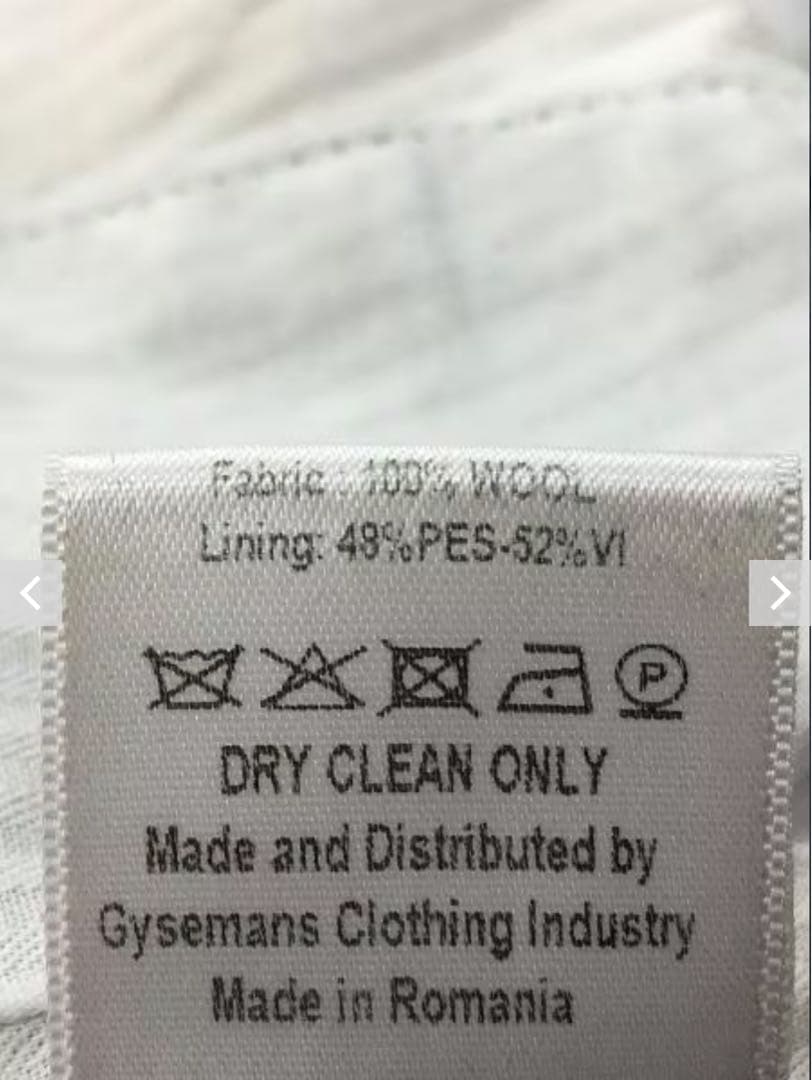 Fabric : 100% WOOL
Lining: 48%PES-52%VI
P
DRY CLEAN ONLY
Made and Distributed by
Gysemans Clothing Industry
Made in Romania